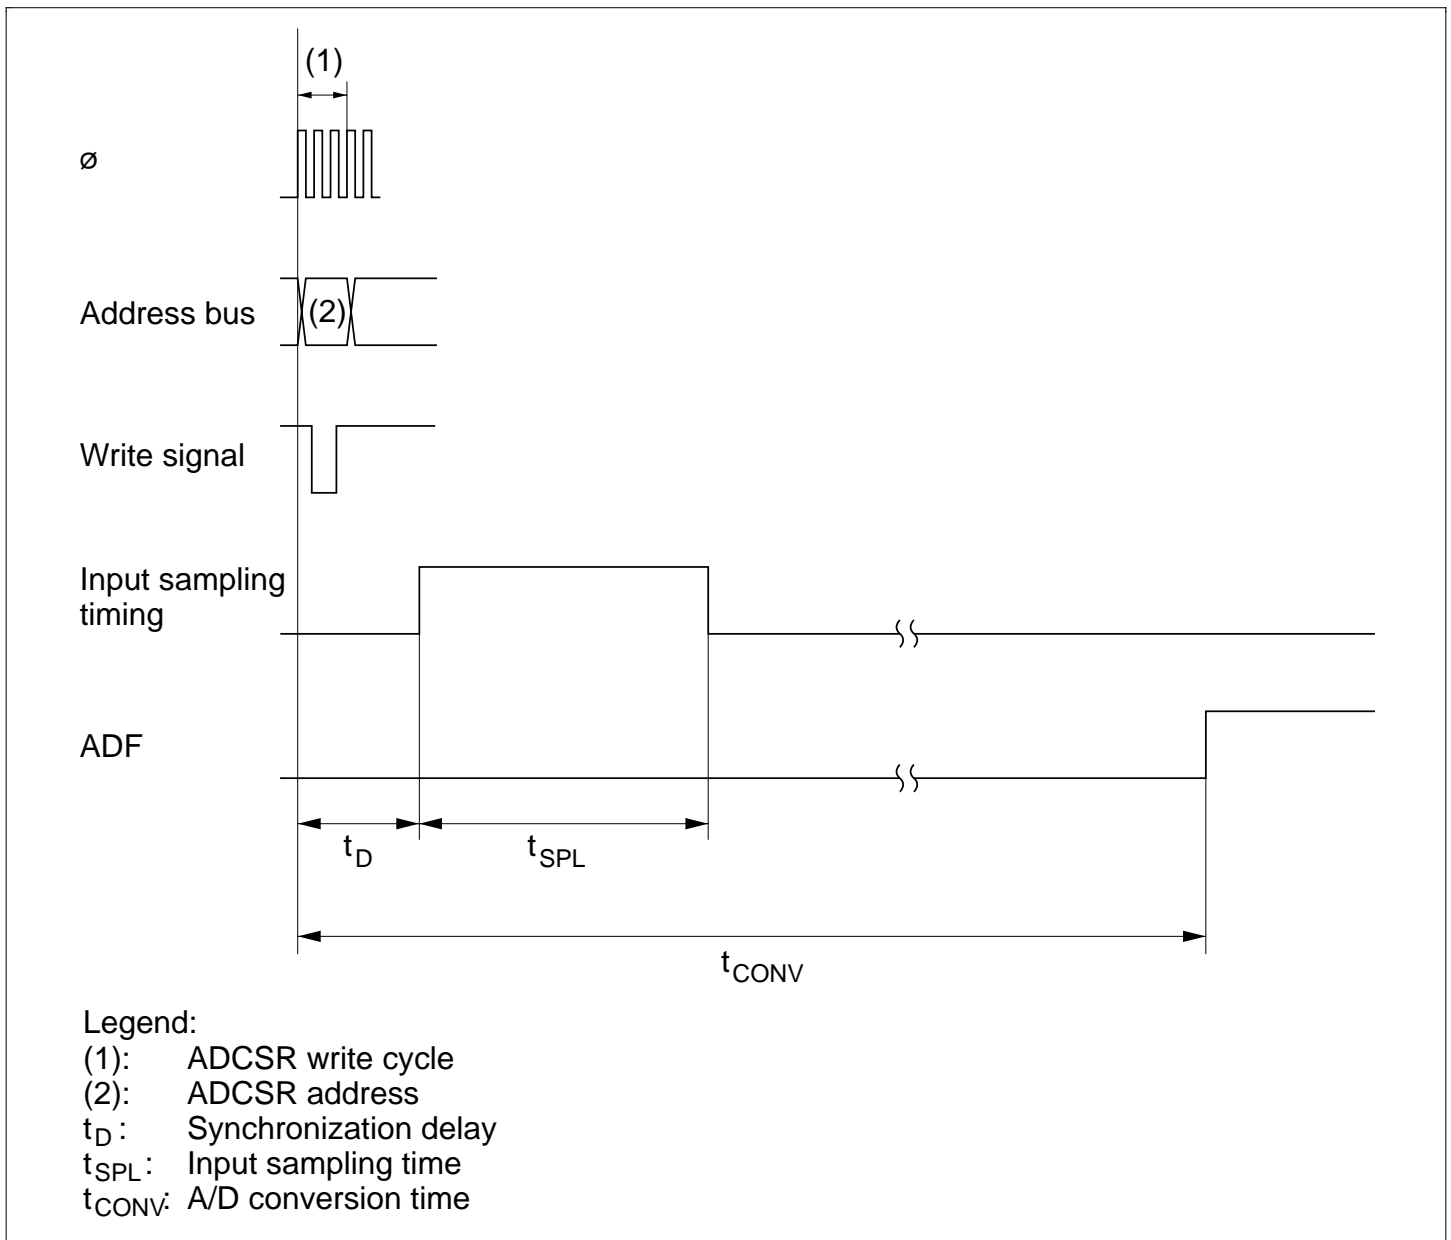 (1)
ø
Address bus
(2)
Write signal
Input sampling
timing
ADF
tD
tSPL
tCONV
Legend:
(1): ADCSR write cycle
(2): ADCSR address
tD : Synchronization delay
tSPL : Input sampling time
tCONV: A/D conversion time